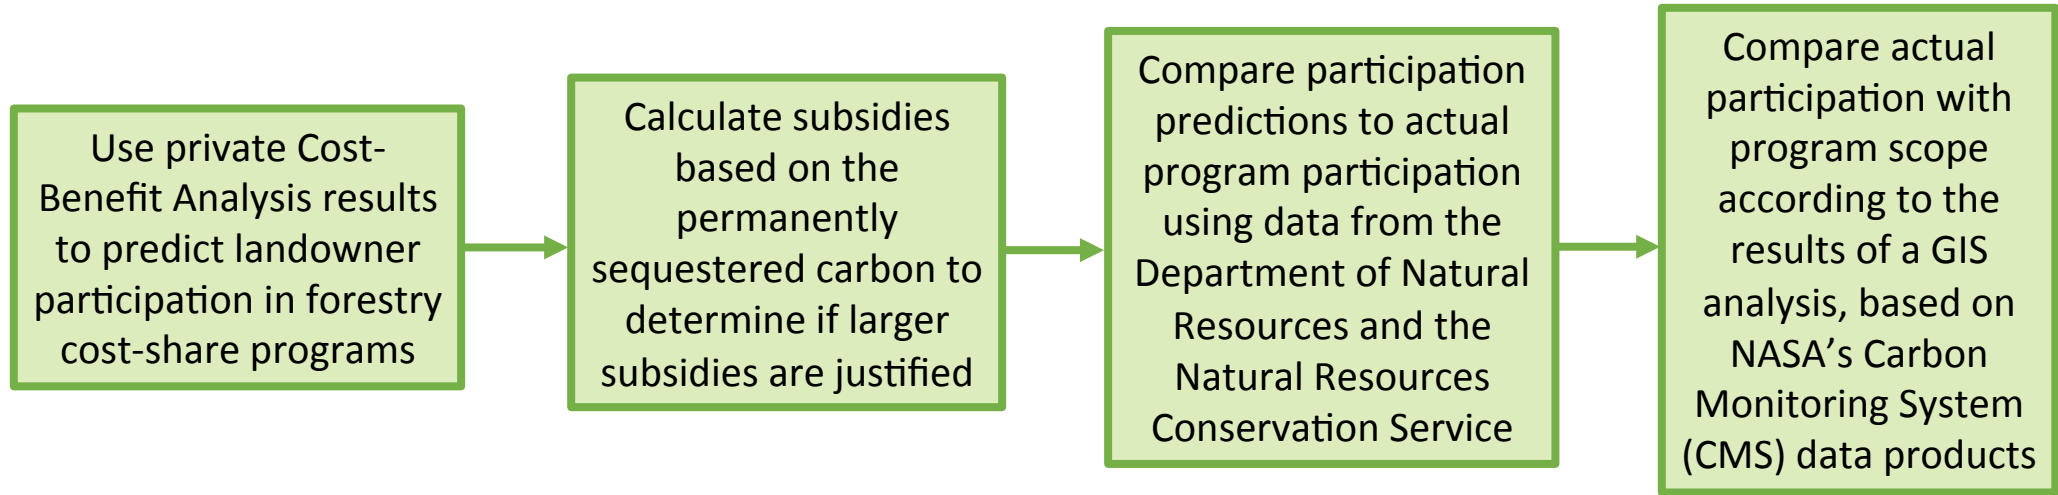 Use private Cost-
Benefit Analysis results
to predict landowner
participation in forestry
cost-share programs
Calculate subsidies
based on the
permanently
sequestered carbon to
determine if larger
subsidies are justified
Compare participation
predictions to actual
program participation
using data from the
Department of Natural
Resources and the
Natural Resources
Conservation Service
Compare actual
participation with
program scope
according to the
results of a GIS
analysis, based on
NASA’s Carbon
Monitoring System
(CMS) data products